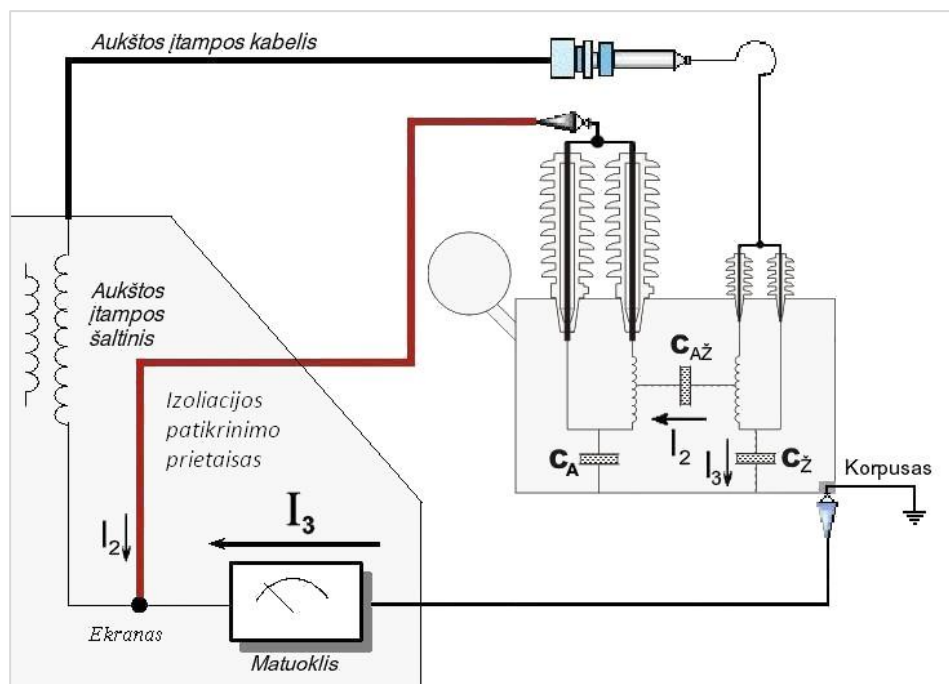 Aukštos įtampos kabelis
Aukštos
įtampos
šaltinis
Izoliacijos
patikrinimo
prietaisas
CAŽ
I2
CA
I3
CŽ
Korpusas
I3
I2
Ekranas
Matuoklis